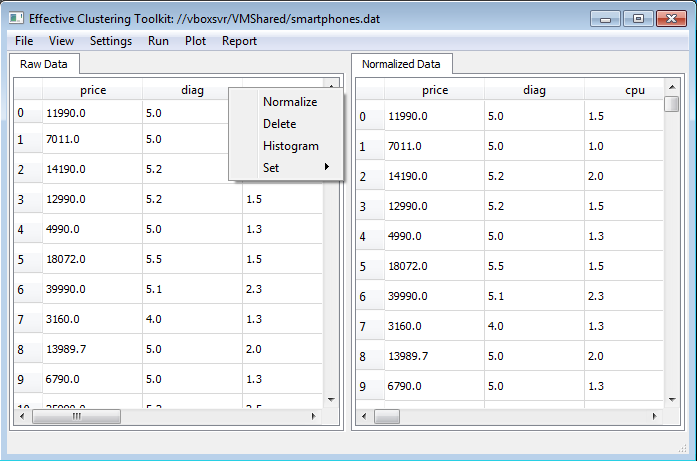 Effective Clustering Toolkit: //vboxsvr/VMShared/smartphones.dat
File View Settings Run Plot Report
Raw Data
price diag
0 11990.0 5.0
1 7011.0 5.0
2 14190.0 5.2
3 12990.0 5.2 1.5
4 4990.0 5.0 1.3
5 18072.0 5.5 1.5
6 39990.0 5.1 2.3
7 3160.0 4.0 1.3
8 13989.7 5.0 2.0
9 6790.0 5.0 1.3
Normalize
Delete
Histogram
Set
Normalized Data
price diag cpu
0 11990.0 5.0 1.5
1 7011.0 5.0 1.0
2 14190.0 5.2 2.0
3 12990.0 5.2 1.5
4 4990.0 5.0 1.3
5 18072.0 5.5 1.5
6 39990.0 5.1 2.3
7 3160.0 4.0 1.3
8 13989.7 5.0 2.0
9 6790.0 5.0 1.3